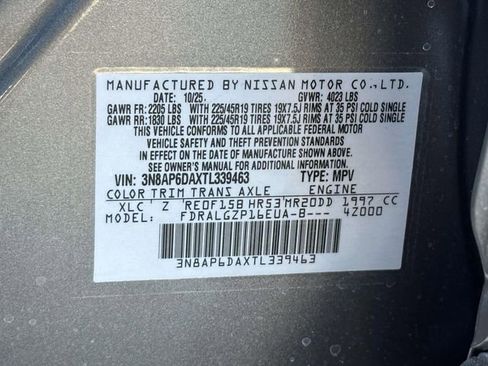 MANUFACTURED BY NISSAN MOTOR CO.,LTD.
DATE: 10/25 GVWR: 4023 LBS
GAWR FR: 2205 LBS WITH 225/45R19 TIRES 19X7.5J RIMS AT 35 PSI COLD SINGLE
GAWR RR: 1830 LBS WITH 225/45R19 TIRES 19X7.5J RIMS AT 35 PSI COLD SINGLE
THIS VEHICLE CONFORMS TO ALL APPLICABLE FEDERAL MOTOR
VEHICLE SAFETY AND THEFT PREVENTION STANDARDS
IN EFFECT ON THE DATE OF MANUFACTURE SHOWN ABOVE.
SEE OWNER'S MANUAL FOR FURTHER INFORMATION.
VIN: 3N8AP6DAXTL339463 TYPE: MPV
COLOR TRIM TRANS AXLE ENGINE
XLC ' Z ' RE0F15B HR53'MR20DD 1997 CC
MODEL: FDRALGZP16EUA-B--- 4Z000
3N8AP6DAXTL339463